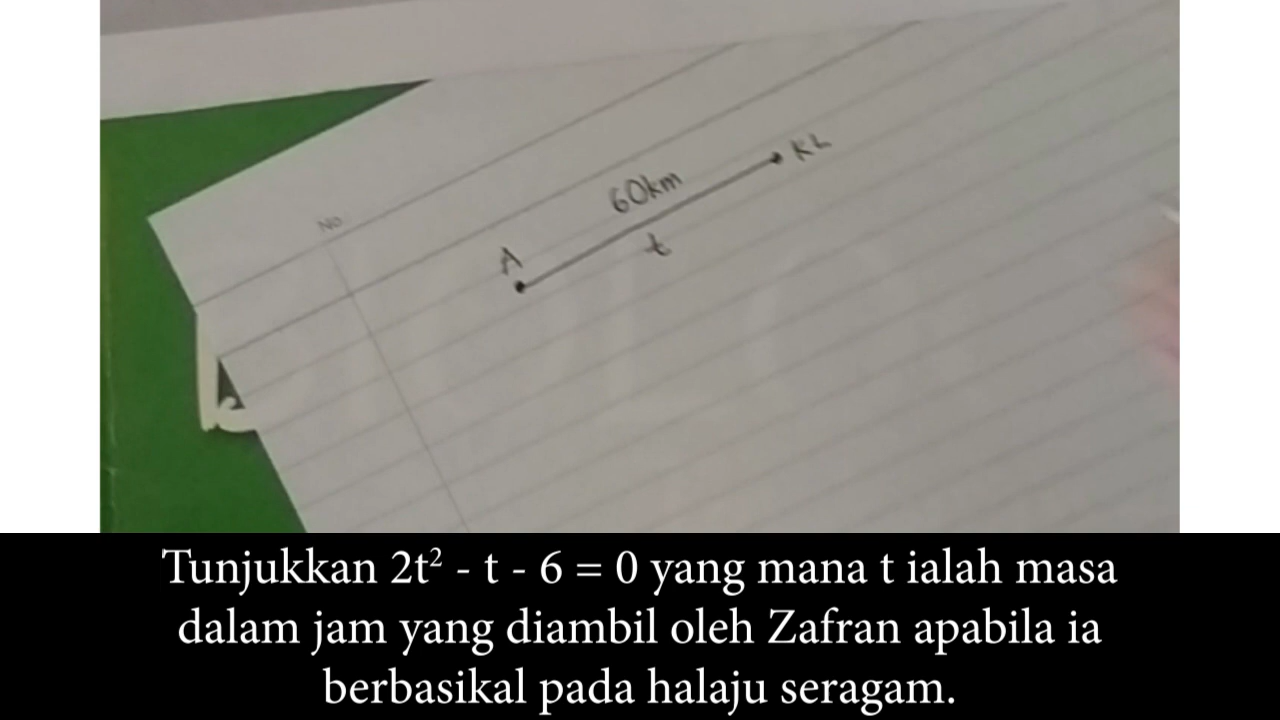 No
KL
60km
A
t
Tunjukkan 2t² - t - 6 = 0 yang mana t ialah masa
dalam jam yang diambil oleh Zafran apabila ia
berbasikal pada halaju seragam.